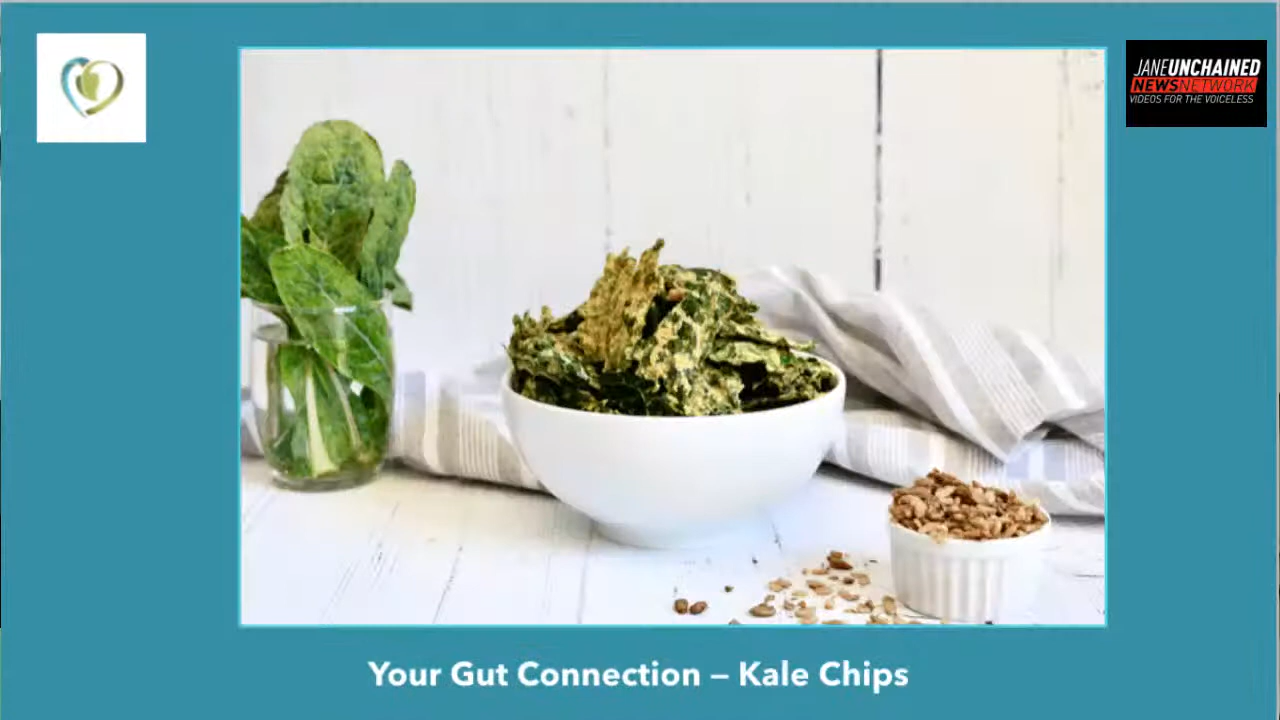 JANEUNCHAINED
NEWSNETWORK
VIDEOS FOR THE VOICELESS
Your Gut Connection – Kale Chips